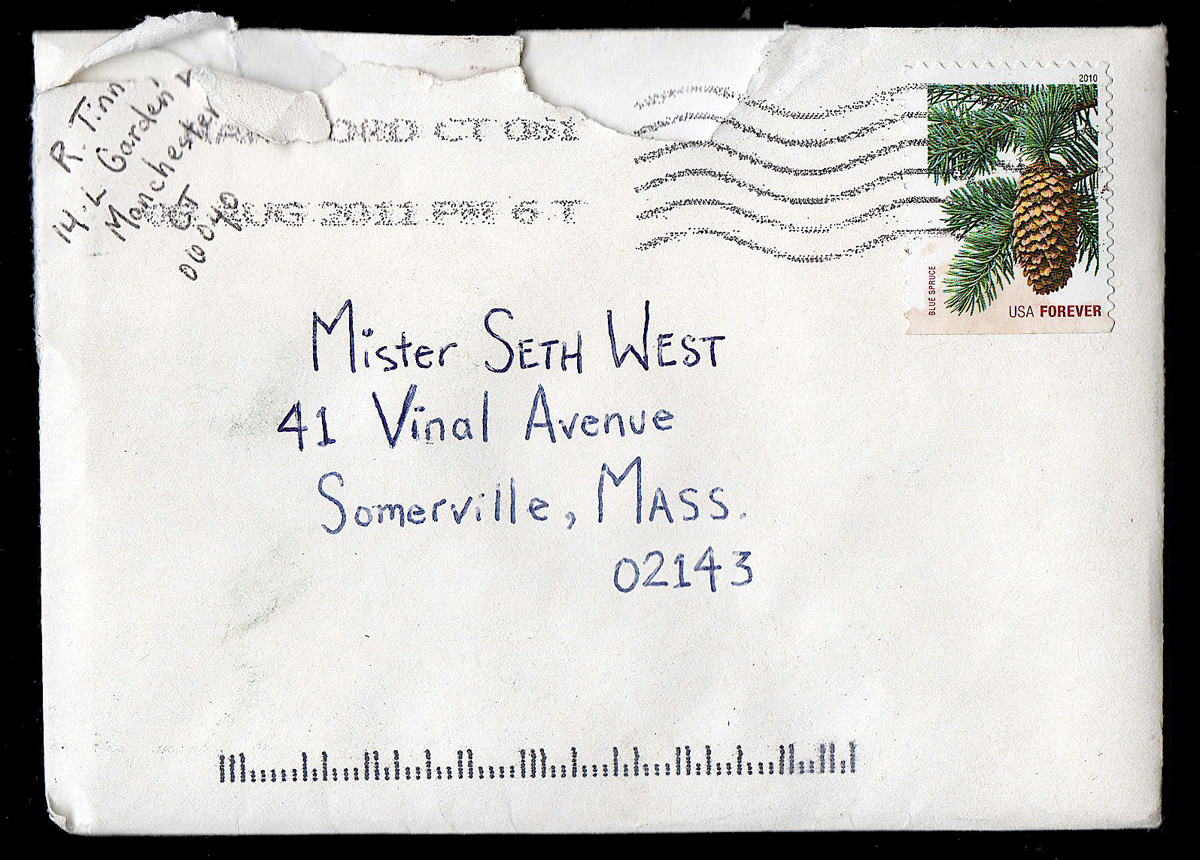 R. Tinn
14. L Garden
Manchester
CT
06040
ORD CT 061
AUG 2011 PM 6 T
2010
BLUE SPRUCE
USA FOREVER
Mister SETH WEST
41 Vinal Avenue
Somerville, MASS.
02143